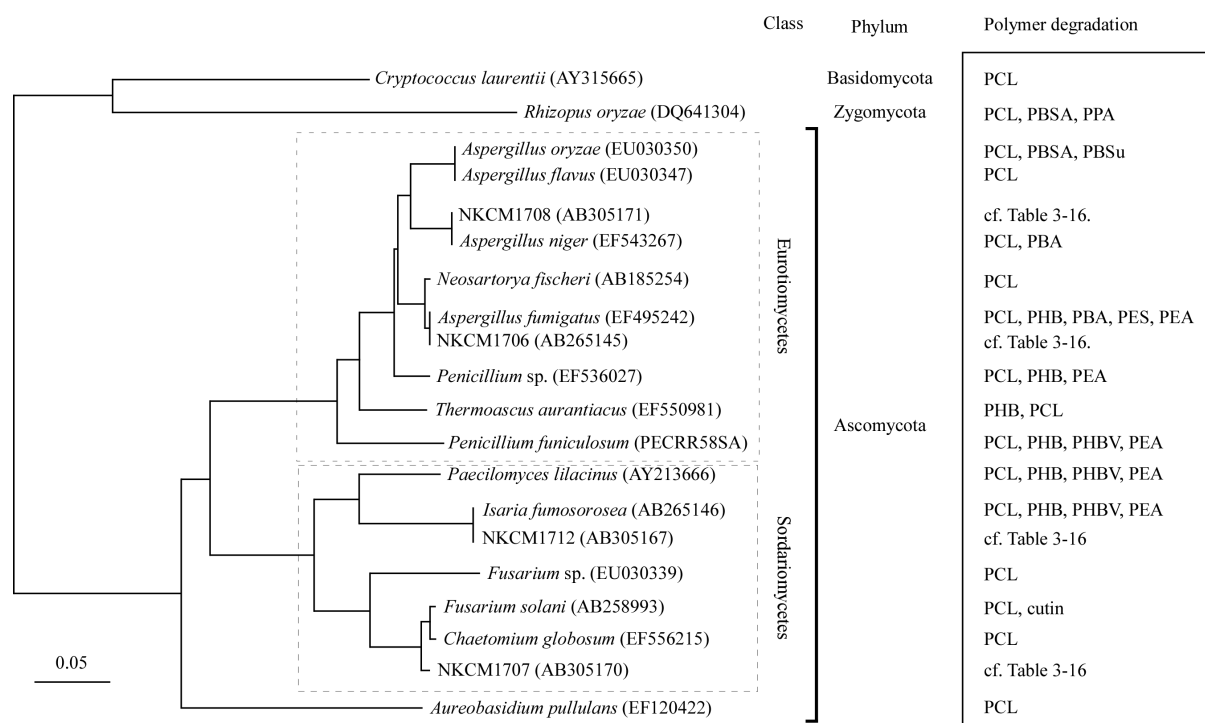 Class Phylum Polymer degradation
Cryptococcus laurentii (AY315665) Basidomycota PCL
Rhizopus oryzae (DQ641304) Zygomycota PCL, PBSA, PPA
Aspergillus oryzae (EU030350) PCL, PBSA, PBSu
Aspergillus flavus (EU030347) PCL
NKCM1708 (AB305171) cf. Table 3-16.
Aspergillus niger (EF543267) PCL, PBA
Neosartorya fischeri (AB185254) PCL
Aspergillus fumigatus (EF495242) PCL, PHB, PBA, PES, PEA
NKCM1706 (AB265145) cf. Table 3-16.
Penicillium sp. (EF536027) PCL, PHB, PEA
Thermoascus aurantiacus (EF550981) PHB, PCL
Penicillium funiculosum (PECRR58SA) PCL, PHB, PHBV, PEA
Eurotiomycetes
Ascomycota
Paecilomyces lilacinus (AY213666) PCL, PHB, PHBV, PEA
Isaria fumosorosea (AB265146) PCL, PHB, PHBV, PEA
NKCM1712 (AB305167) cf. Table 3-16
Fusarium sp. (EU030339) PCL
Fusarium solani (AB258993) PCL, cutin
Chaetomium globosum (EF556215) PCL
NKCM1707 (AB305170) cf. Table 3-16
Sordariomycetes
0.05
Aureobasidium pullulans (EF120422) PCL